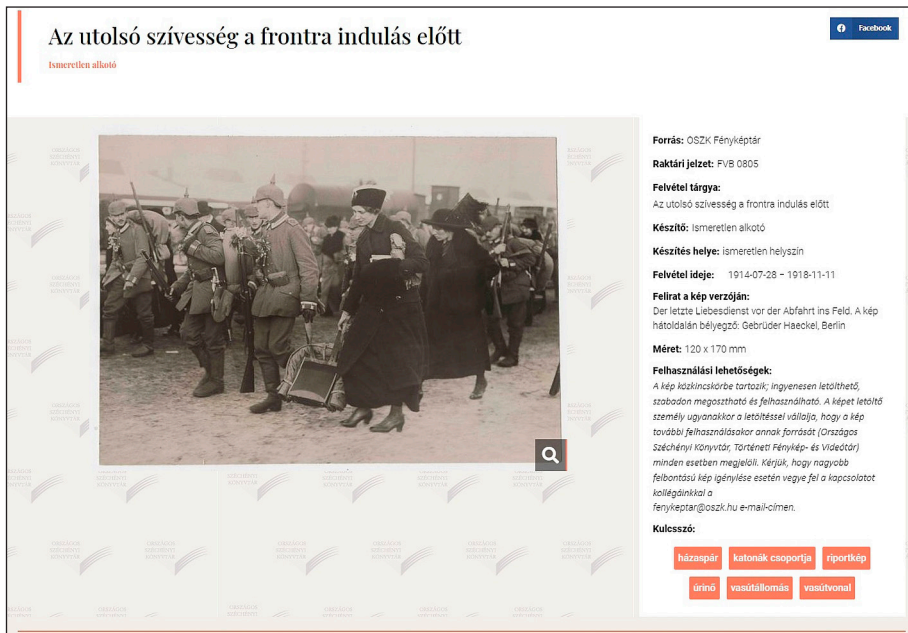 Az utolsó szívesség a frontra indulás előtt
Facebook
Ismeretlen alkotó
Forrás: OSZK Fényképtár
Raktári jelzet: FVB 0805
Felvétel tárgya:
Az utolsó szívesség a frontra indulás előtt
Készítő: Ismeretlen alkotó
Készítés helye: ismeretlen helyszín
Felvétel ideje: 1914-07-28 - 1918-11-11
Felirat a kép verzóján:
Der letzte Liebesdienst vor der Abfahrt ins Feld. A kép
hátoldalán bélyegző: Gebrüder Haeckel, Berlin
Méret: 120 x 170 mm
Felhasználási lehetőségek:
A kép közkincskörbe tartozik; ingyenesen letölthető,
szabadon megosztható és felhasználható. A képet letöltő
személy ugyanakkor a letöltéssel vállalja, hogy a kép
további felhasználásakor annak forrását (Országos
Széchényi Könyvtár, Történeti Fénykép- és Videótár)
minden esetben megjelöli. Kérjük, hogy nagyobb
felbontású kép igénylése esetén vegye fel a kapcsolatot
kollégáinkkal a
fenykeptar@oszk.hu e-mail-címen.
Kulcsszó:
házaspár katonák csoportja riportkép
úrinő vasútállomás vasútvonal
ORSZÁGOS
SZÉCHÉNYI
KÖNYVTÁR